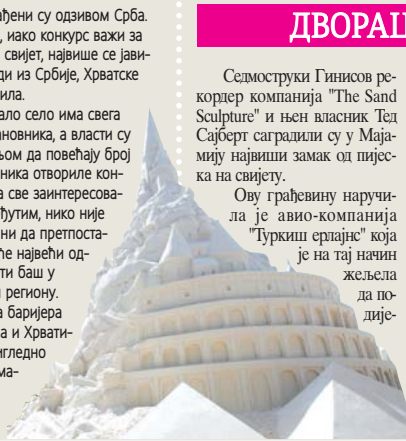 ађени су одзивом Срба.
, иако конкурс важи за
свијет, највише се јави-
ди из Србије, Хрватске
ила.
ало село има свега
ановника, а власти су
ом да повећају број
ника отвориле кон-
а све заинтересова-
ђутим, нико није
ни да претпоста-
ће највећи од-
ти баш у
региону.
а баријера
а и Хрвати-
игледно
ма-
ДВОРАЦ
Седмоструки Гинисов ре-
кордер компанија "The Sand
Sculpture" и њен власник Тед
Сајберт саградили су у Маја-
мију највиши замак од пијес-
ка на свијету.
Ову грађевину наручи-
ла је авио-компанија
"Туркиш ерлајнс" која
је на тај начин
жељела
да по-
дије-